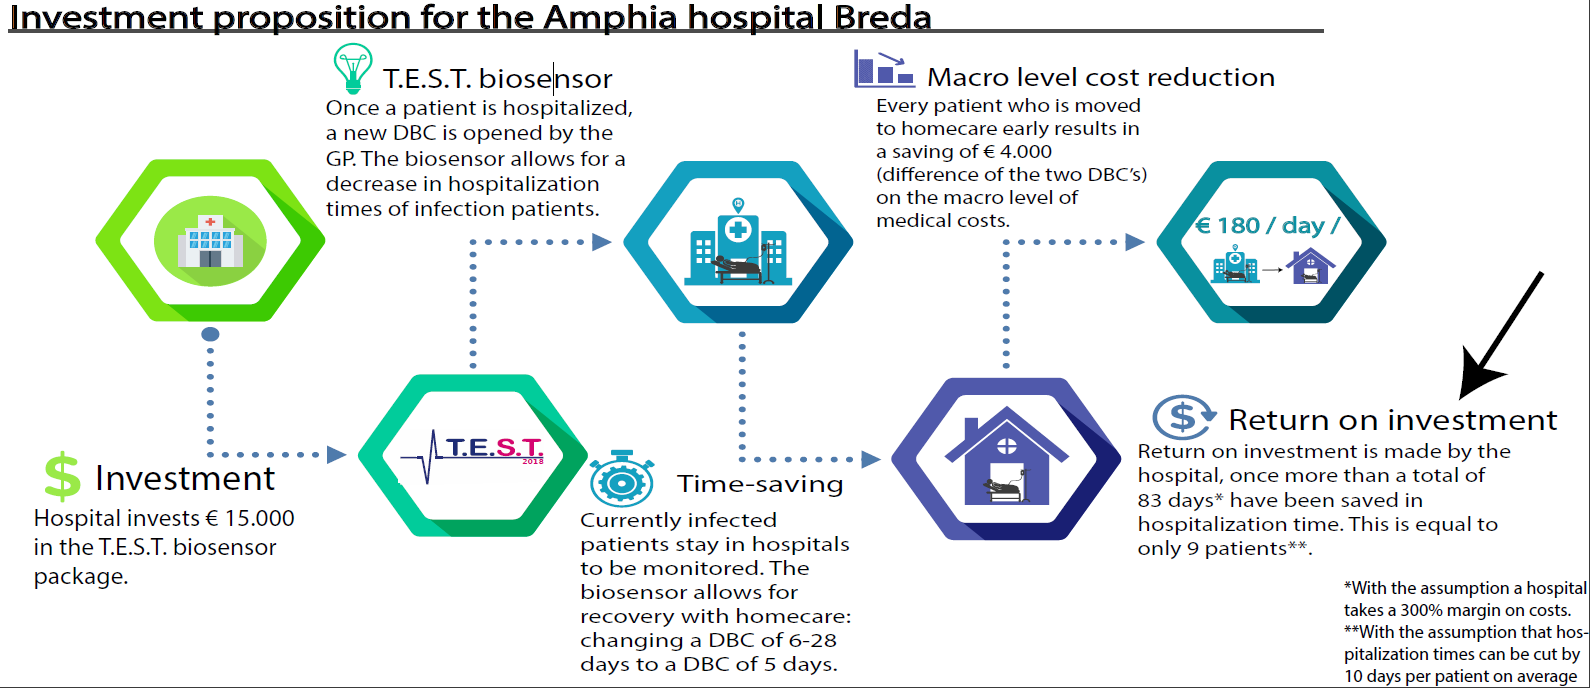 Investment proposition for the Amphia hospital Breda
T.E.S.T. biosensor
Once a patient is hospitalized,
a new DBC is opened by the
GP. The biosensor allows for a
decrease in hospitalization
times of infection patients.
Macro level cost reduction
Every patient who is moved
to homecare early results in
a saving of € 4.000
(difference of the two DBC's)
on the macro level of
medical costs.
€ 180 / day /
H
T.E.S.T.
2018
Investment
Hospital invests € 15.000
in the T.E.S.T. biosensor
package.
Time-saving
Currently infected
patients stay in hospitals
to be monitored. The
biosensor allows for
recovery with homecare:
changing a DBC of 6-28
days to a DBC of 5 days.
$ Return on investment
Return on investment is made by the
hospital, once more than a total of
83 days* have been saved in
hospitalization time. This is equal to
only 9 patients**.
*With the assumption a hospital
takes a 300% margin on costs.
**With the assumption that hos-
pitalization times can be cut by
10 days per patient on average